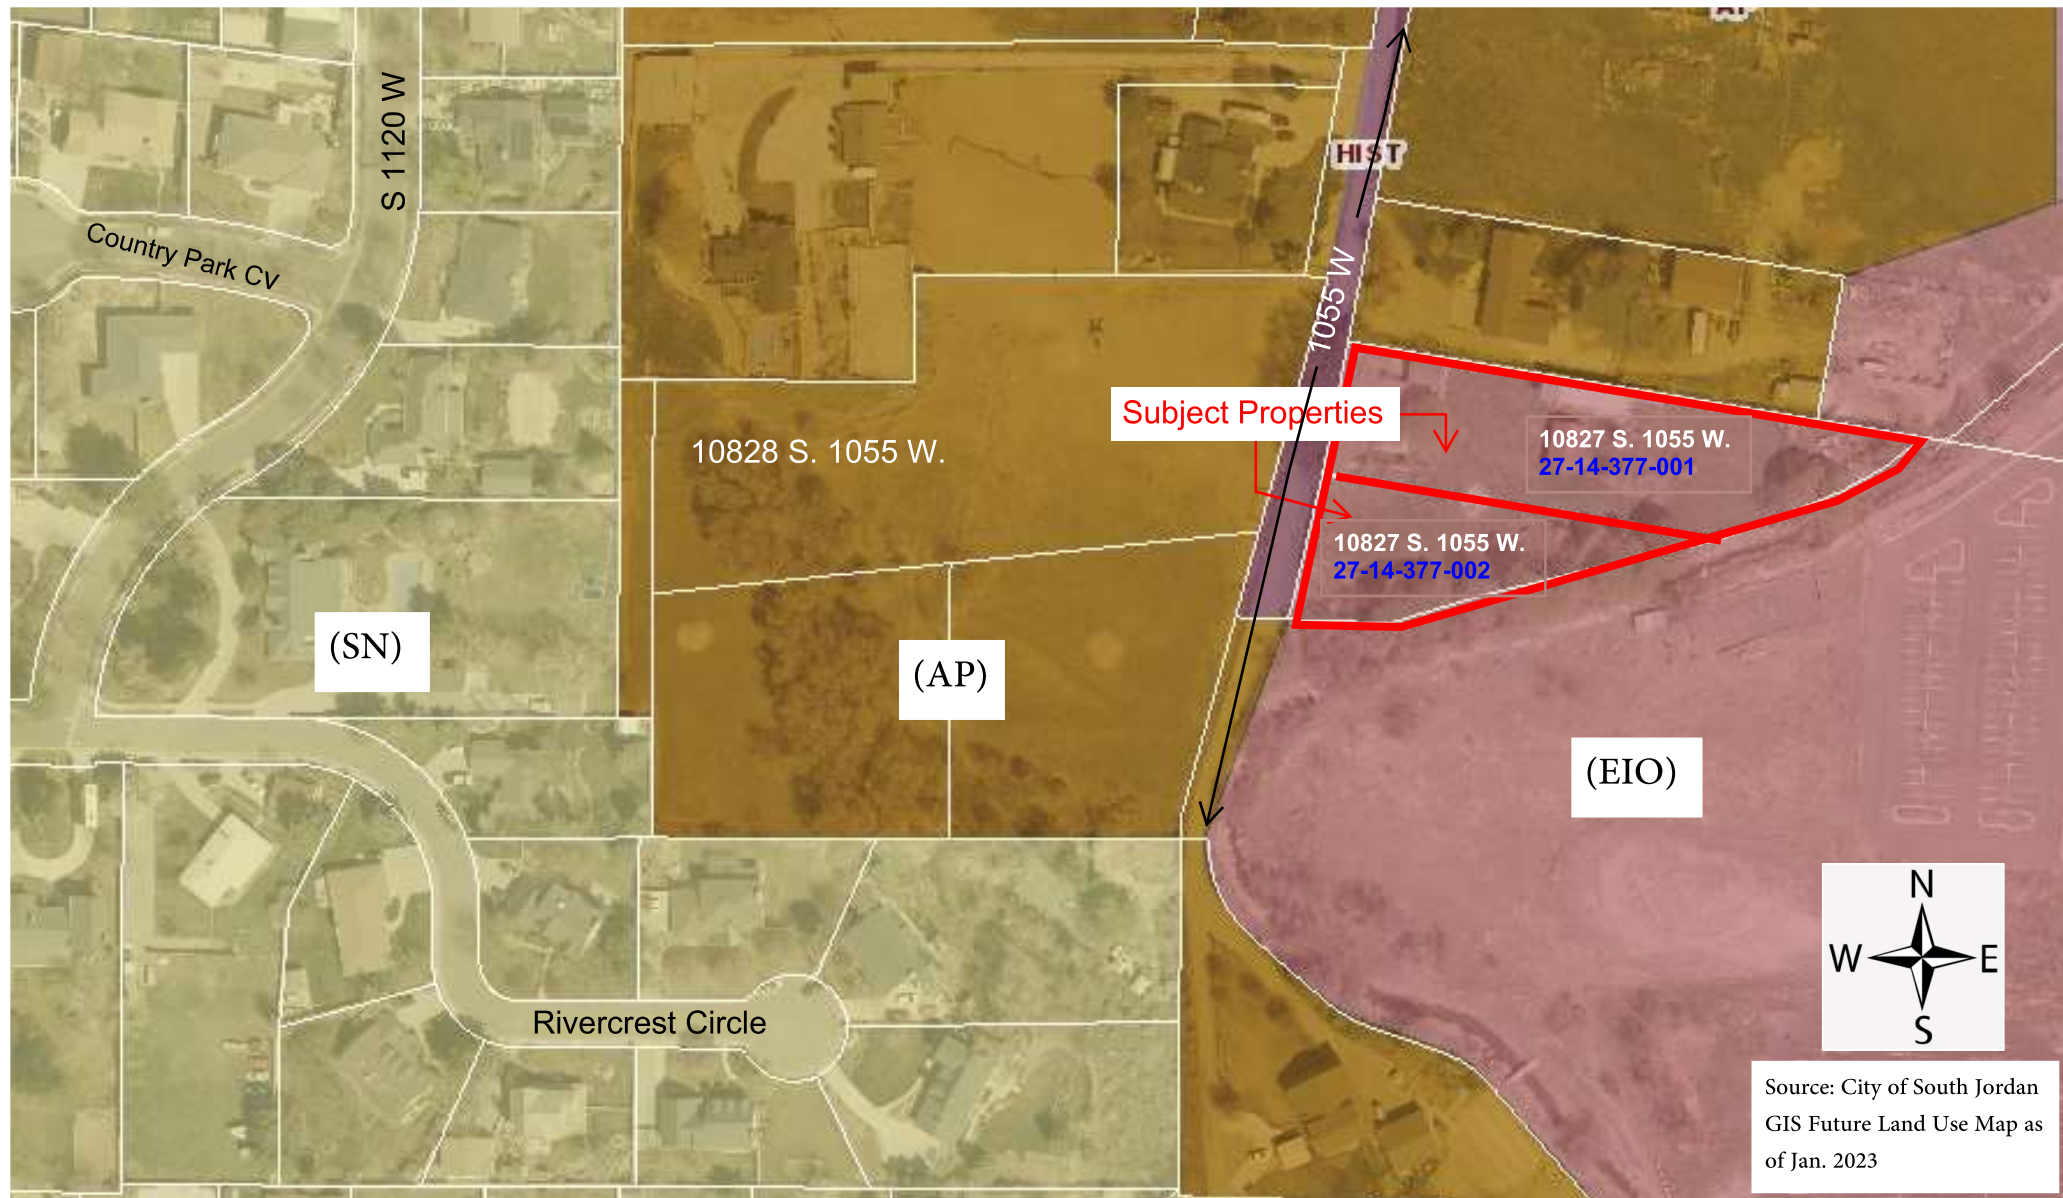 AP
S 1120 W
HIST
Country Park Cv
1055 W
Subject Properties
10828 S. 1055 W.
10827 S. 1055 W.
27-14-377-001
10827 S. 1055 W.
27-14-377-002
(SN)
(AP)
(EIO)
N
W E
S
Rivercrest Circle
Source: City of South Jordan
GIS Future Land Use Map as
of Jan. 2023